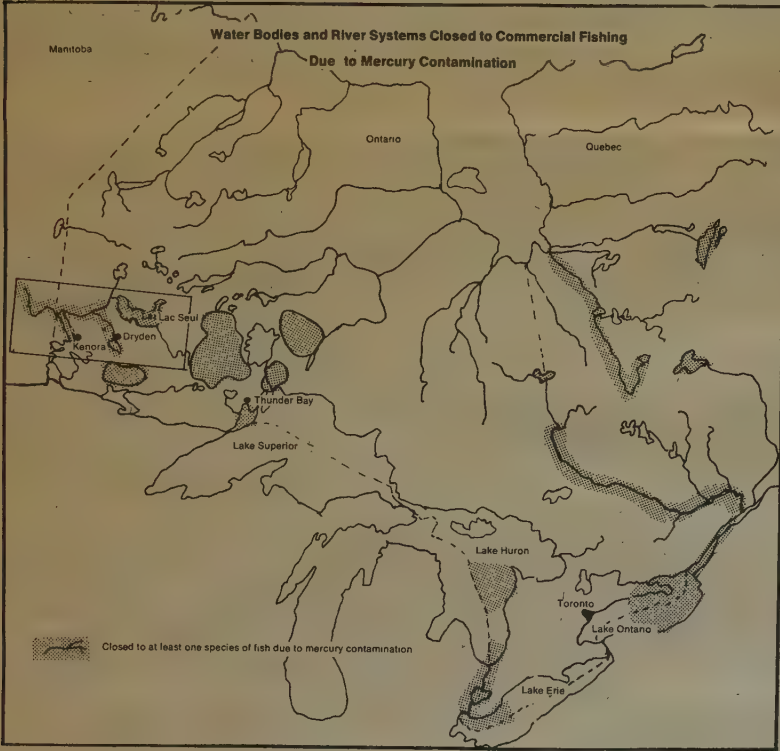 Water Bodies and River Systems Closed to Commercial Fishing
Due to Mercury Contamination
Manitoba
Ontario
Quebec
Lac Seul
Dryden
Kenora
Thunder Bay
Lake Superior
Lake Huron
Toronto
Lake Ontario
Closed to at least one species of fish due to mercury contamination
Lake Erie